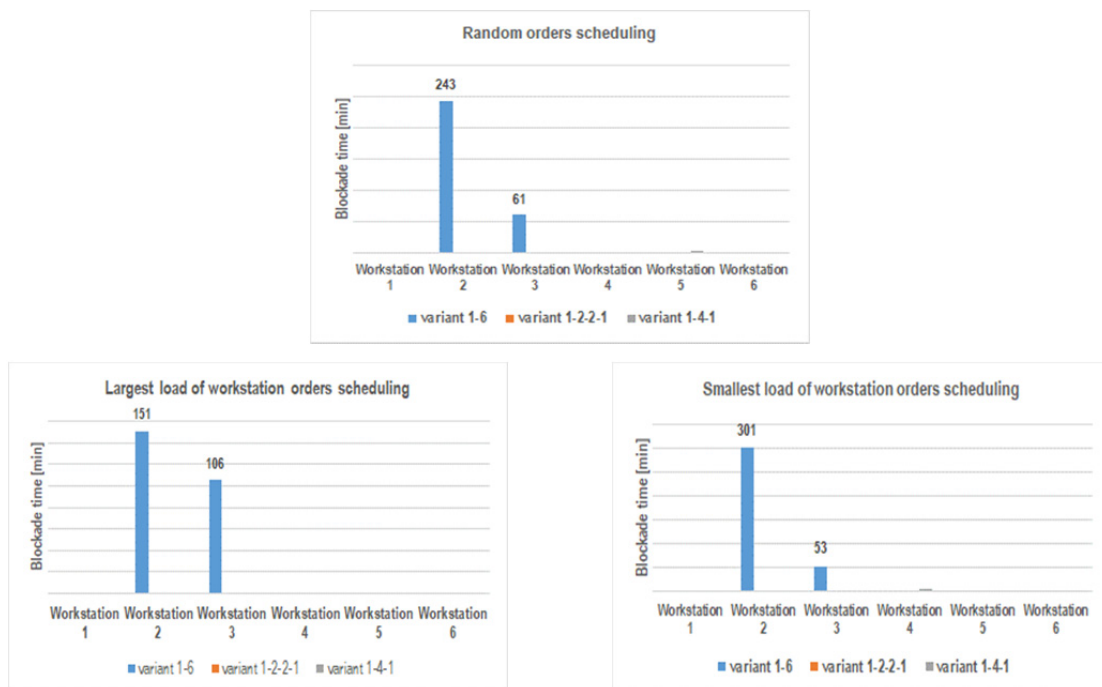 Random orders scheduling
243
61
Blockade time [min]
Workstation Workstation Workstation Workstation Workstation Workstation
1 2 3 4 5 6
variant 1-6 variant 1-2-2-1 variant 1-4-1
Largest load of workstation orders scheduling
151
106
Blockade time [min]
Workstation Workstation Workstation Workstation Workstation Workstation
1 2 3 4 5 6
variant 1-6 variant 1-2-2-1 variant 1-4-1
Smallest load of workstation orders scheduling
301
53
Blockade time [min]
Workstation Workstation Workstation Workstation Workstation Workstation
1 2 3 4 5 6
variant 1-6 variant 1-2-2-1 variant 1-4-1